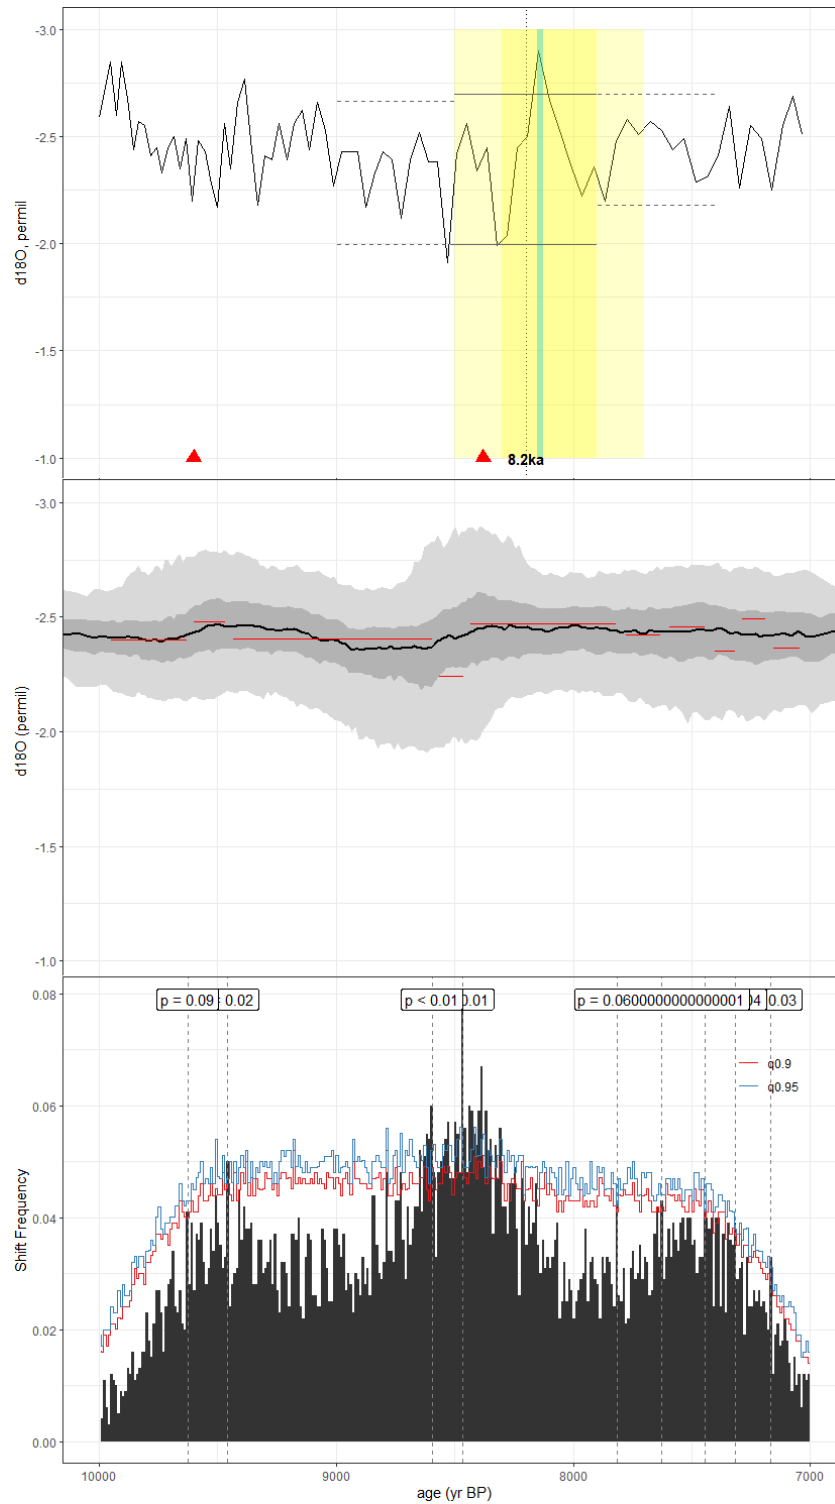 -3.0
-2.5
-2.0
-1.5
-1.0
d18O, permil
8.2ka
-3.0
-2.5
-2.0
-1.5
-1.0
d18O (permil)
0.08
0.06
0.04
0.02
0.00
Shift Frequency
p = 0.09 0.02
p < 0.01 0.01
p = 0.0600000000000001 04 0.03
q0.9
q0.95
10000 9000 8000 7000
age (yr BP)